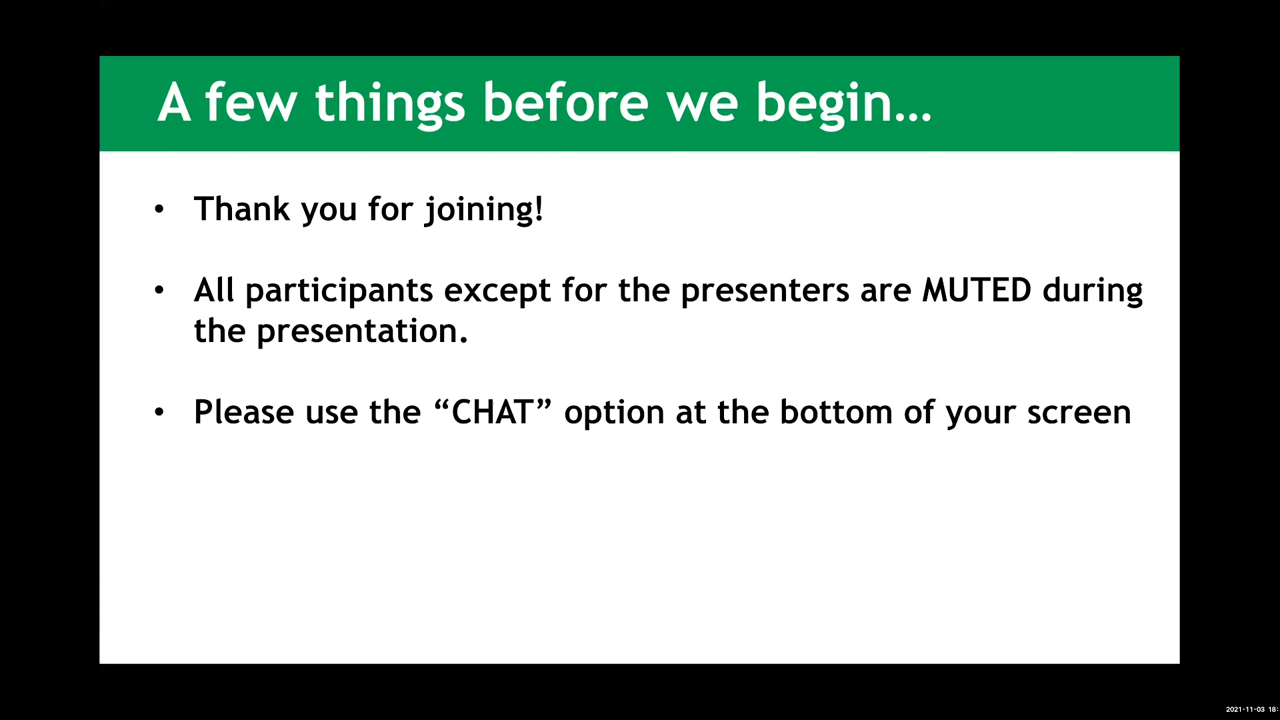 A few things before we begin…
• Thank you for joining!
• All participants except for the presenters are MUTED during
the presentation.
• Please use the “CHAT” option at the bottom of your screen
2021-11-03 18: